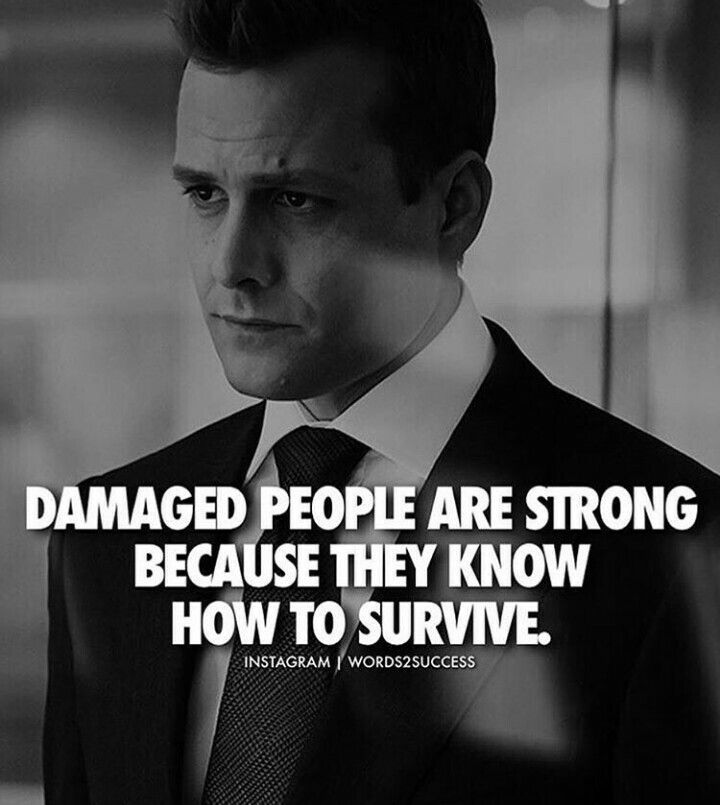 DAMAGED PEOPLE ARE STRONG
BECAUSE THEY KNOW
HOW TO SURVIVE.
INSTAGRAM | WORDS2SUCCESS